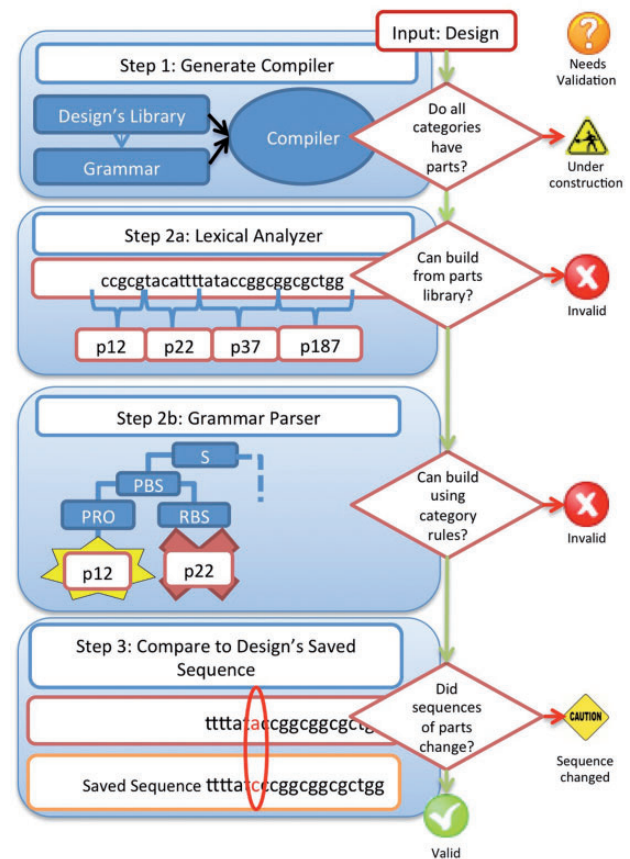 Input: Design
Needs
Validation
Step 1: Generate Compiler
Design's Library
Grammar
Compiler
Do all
categories
have
parts?
Under
construction
Step 2a: Lexical Analyzer
ccgcgtacattttataccggcggcgctgg
p12
p22
p37
p187
Can build
from parts
library?
Invalid
Step 2b: Grammar Parser
S
PBS
PRO
RBS
p12
p22
Can build
using
category
rules?
Invalid
Step 3: Compare to Design's Saved
Sequence
ttttataccggcggcgctg
Saved Sequence ttttatcccggcggcgctgg
Did
sequences
of parts
change?
CAUTION
Sequence
changed
Valid